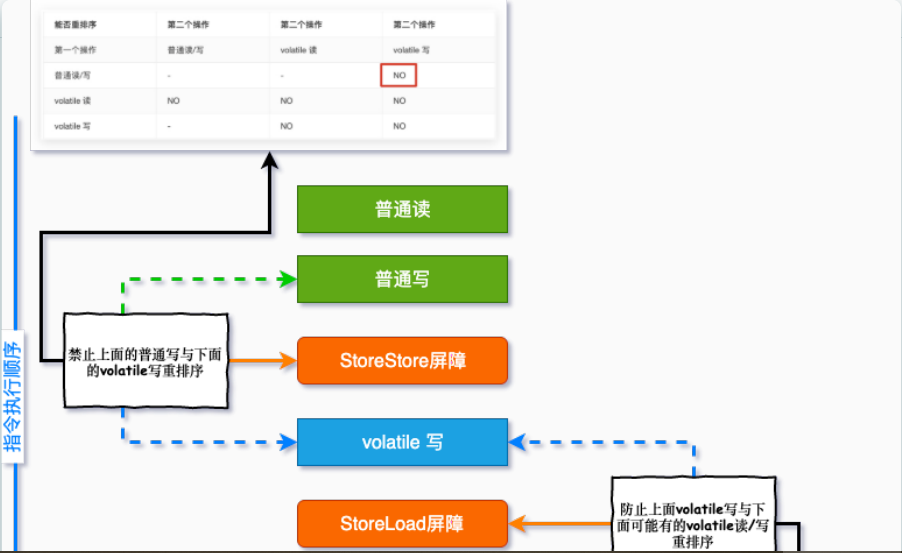 能否重排序 第二个操作 第二个操作 第二个操作
第一个操作 普通读/写 volatile 读 volatile 写
普通读/写 - - NO
volatile 读 NO NO NO
volatile 写 - NO NO
普通读
普通写
禁止上面的普通写与下面
的volatile写重排序
StoreStore屏障
指令执行顺序
volatile 写
StoreLoad屏障
防止上面volatile写与下
面可能有的volatile读/写
重排序